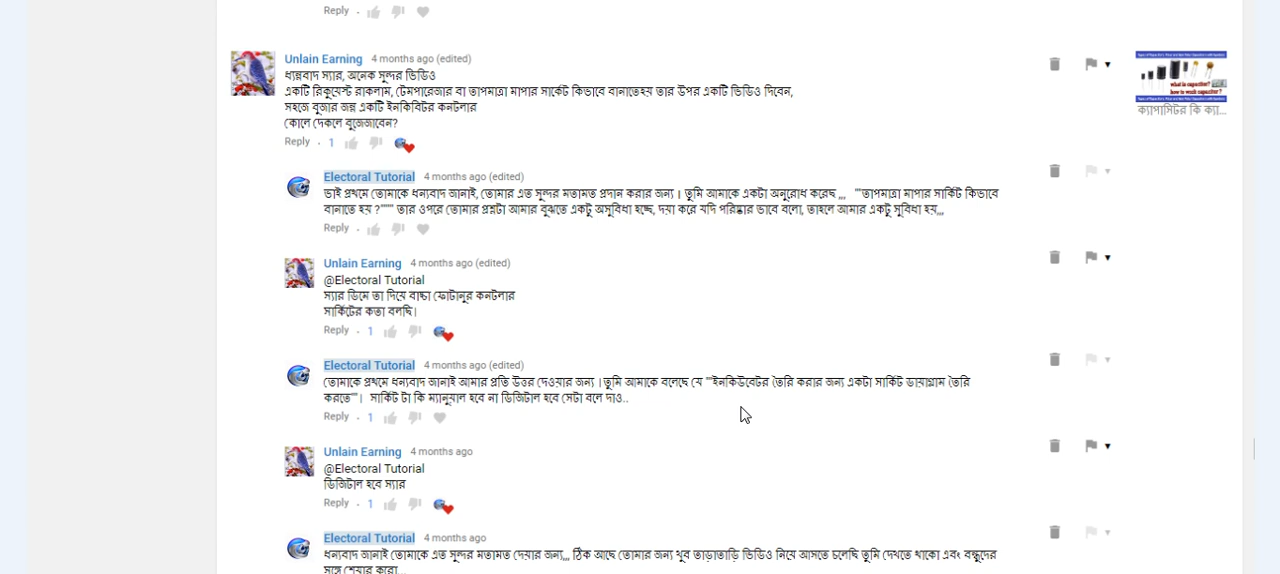 Reply
Unlain Earning 4 months ago (edited)
ধান্নবাদ স্যার, অনেক সুন্দর ভিডিও
একটি রিকুয়েস্ট রাকলাম, টেমপারেজার বা তাপমত্রা মাপার সার্কেট কিভাবে বানাতেহয় তার উপর একটি ভিডিও দিবেন,
সহজে বুজার জন্ন একটি ইনকিবিটর কনটলার
কোলে দেকলে বুজেজাবেন?
Reply . 1
ক্যাপাসিটর কি ক্যা...
Electoral Tutorial 4 months ago (edited)
ভাই প্রথমে তোমাকে ধন্যবাদ জানাই, তোমার এত সুন্দর মতামত প্রদান করার জন্য । তুমি আমাকে একটা অনুরোধ করেছ ,,, '"'তাপমাত্রা মাপার সার্কিট কিভাবে
বানাতে হয় ?""'" তার ওপরে তোমার প্রশ্নটা আমার বুঝতে একটু অসুবিধা হচ্ছে, দয়া করে যদি পরিষ্কার ভাবে বলো, তাহলে আমার একটু সুবিধা হয়,,,
Reply .
Unlain Earning 4 months ago (edited)
@Electoral Tutorial
স্যার ডিমে তা দিয়ে বাচ্চা ফোটানুর কনটলার
সার্কিটের কতা বলছি।
Reply . 1
Electoral Tutorial 4 months ago (edited)
তোমাকে প্রথমে ধন্যবাদ জানাই আমার প্রতি উত্তর দেওয়ার জন্য । তুমি আমাকে বলেছে যে '"'ইনকিউবেটর তৈরি করার জন্য একটা সার্কিট ডায়াগ্রাম তৈরি
করতে'"'। সার্কিট টা কি ম্যানুয়াল হবে না ডিজিটাল হবে সেটা বলে দাও..
Reply . 1
Unlain Earning 4 months ago
@Electoral Tutorial
ডিজিটাল হবে স্যার
Reply . 1
Electoral Tutorial 4 months ago
ধন্যবাদ জানাই তোমাকে এত সুন্দর মতামত দেয়ার জন্য,,, ঠিক আছে তোমার জন্য খুব তাড়াতাড়ি ভিডিও নিয়ে আসতে চলেছি তুমি দেখতে থাকো এবং বন্ধুদের
সঙ্গে শেয়ার করো...